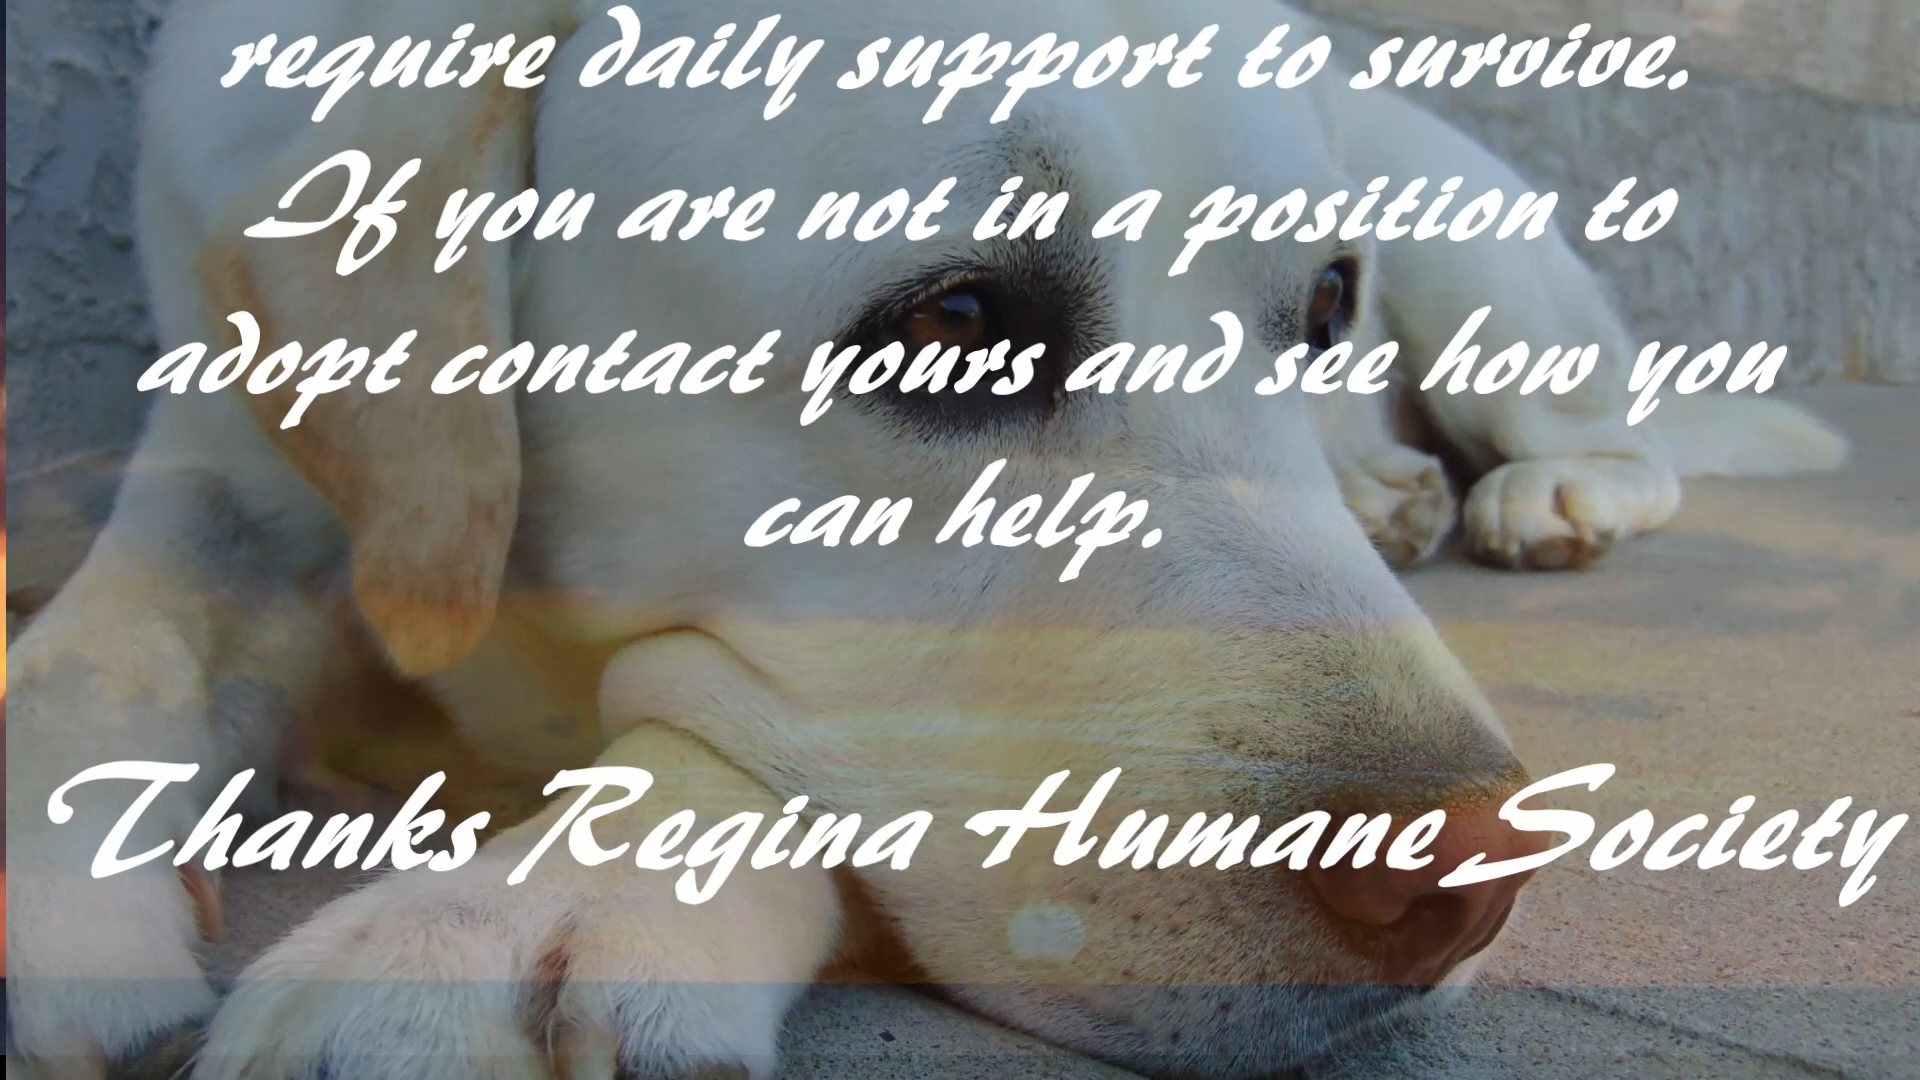 require daily support to survive.
If you are not in a position to
adopt contact yours and see how you
can help.
Thanks Regina Humane Society